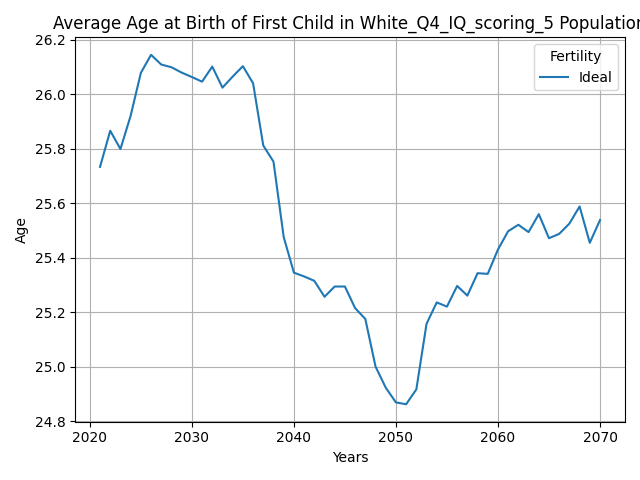 Average Age at Birth of First Child in White_Q4_IQ_scoring_5 Population
26.2
26.0
25.8
25.6
25.4
25.2
25.0
24.8
Age
Fertility
Ideal
2020 2030 2040 2050 2060 2070
Years